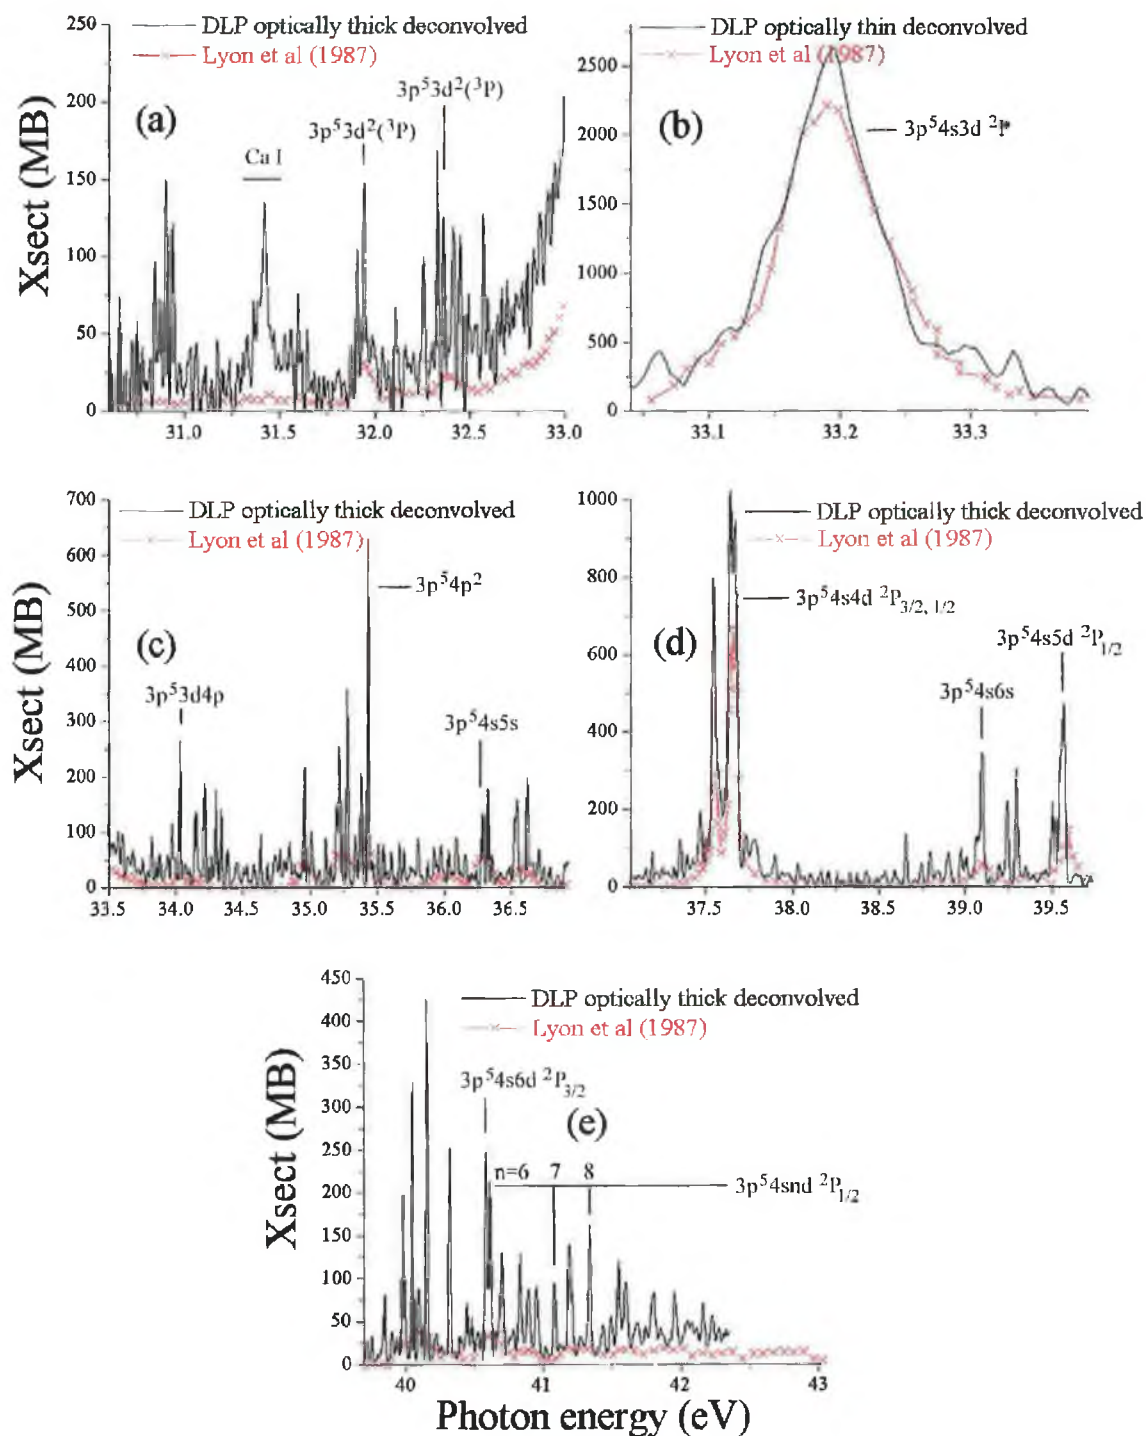 DLP optically thick deconvolved
Lyon et al (1987)
250
200
150
100
50
0
31.0
31.5
32.0
32.5
33.0
Xsect (MB)
(a)
Ca I
3p⁵3d²(³P)
3p⁵3d²(³P)
DLP optically thin deconvolved
Lyon et al (1987)
2500
2000
1500
1000
500
0
33.1
33.2
33.3
(b)
3p⁵4s3d ²P
DLP optically thick deconvolved
Lyon et al (1987)
700
600
500
400
300
200
100
0
33.5
34.0
34.5
35.0
35.5
36.0
36.5
Xsect (MB)
(c)
3p⁵3d4p
3p⁵4p²
3p⁵4s5s
DLP optically thick deconvolved
Lyon et al (1987)
1000
800
600
400
200
0
37.5
38.0
38.5
39.0
39.5
(d)
3p⁵4s4d ²P₃/₂, ₁/₂
3p⁵4s5d ²P₁/₂
3p⁵4s6s
DLP optically thick deconvolved
Lyon et al (1987)
450
400
350
300
250
200
150
100
50
0
40
41
42
43
Xsect (MB)
3p⁵4s6d ²P₃/₂
(e)
n=6 7 8
3p⁵4snd ²P₁/₂
Photon energy (eV)